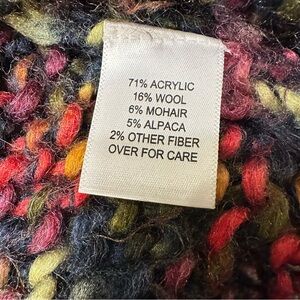 71% ACRYLIC
16% WOOL
6% MOHAIR
5% ALPACA
2% OTHER FIBER
OVER FOR CARE